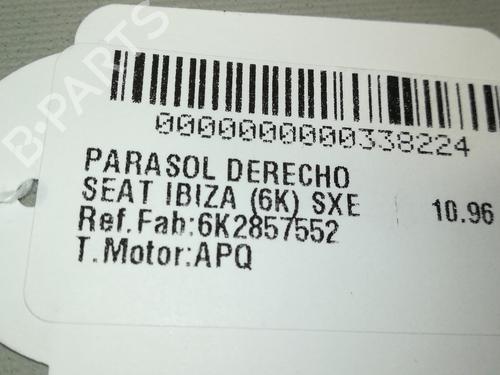 B-PARTS
0000000000338224
PARASOL DERECHO
SEAT IBIZA (6K) SXE 10.96
Ref.Fab:6K2857552
T.Motor:APQ